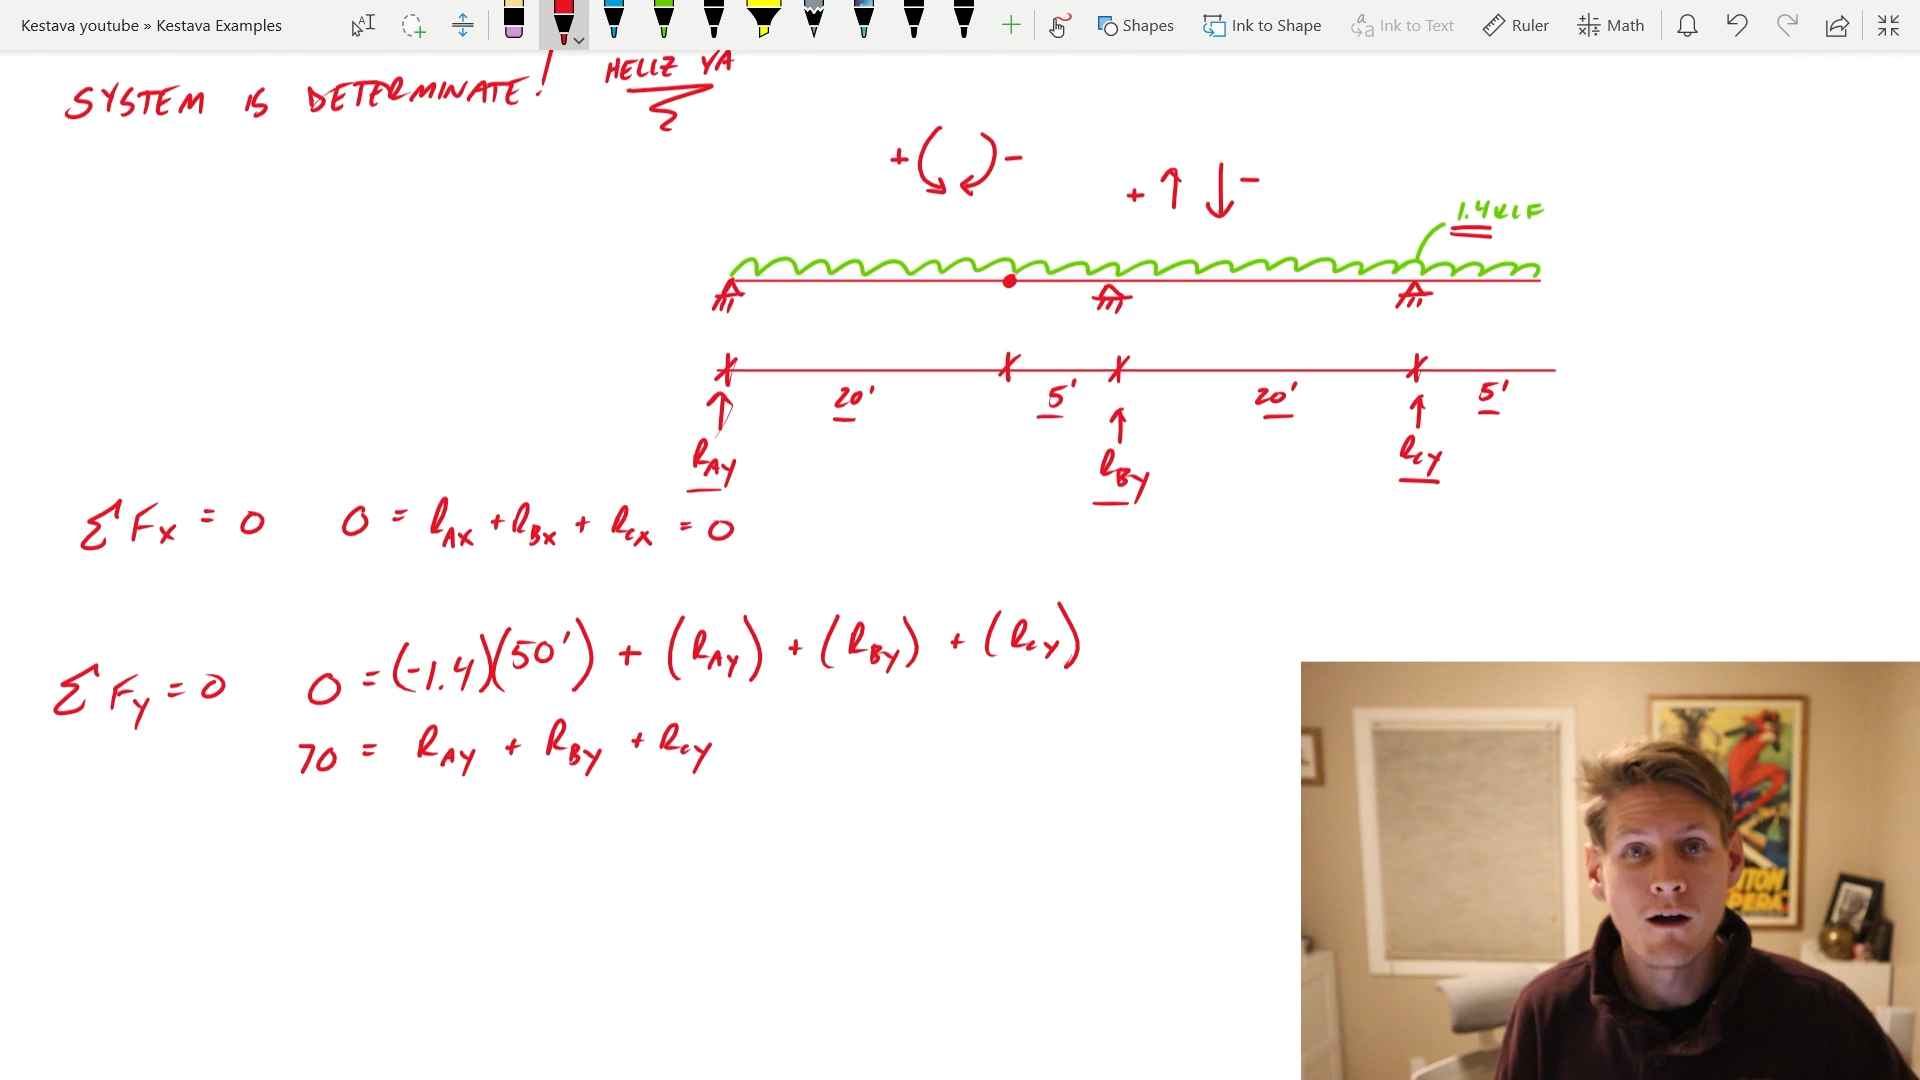 Kestava youtube » Kestava Examples
Shapes
Ink to Shape
Ink to Text
Ruler
Math
SYSTEM IS DETERMINATE!
HELLZ YA
+ -
+ -
1.4 KLF
20' 5' 20' 5'
RAY
RBY
RCY
ΣFx = 0 0 = RAX + RBX + RCX = 0
ΣFy = 0 0 = (-1.4)(50') + (RAY) + (RBY) + (RCY)
70 = RAY + RBY + RCY
TON
PERA